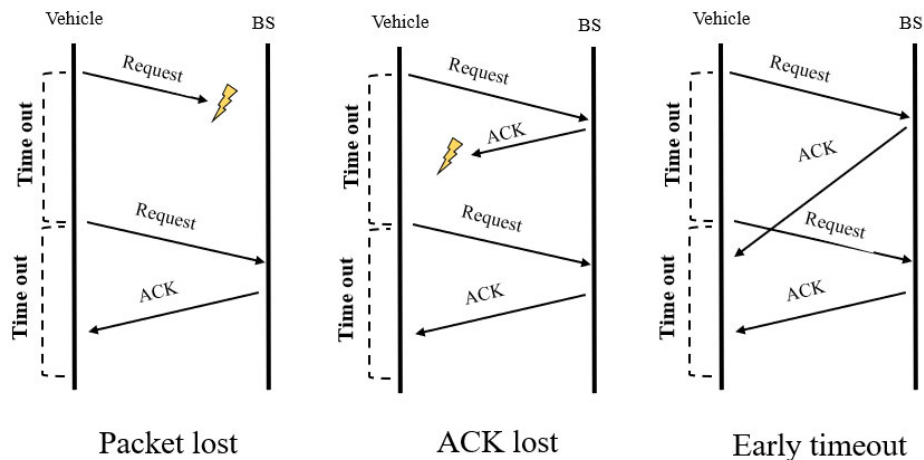 Vehicle
BS
Request
Time out
Request
Time out
ACK
Packet lost
Vehicle
BS
Request
ACK
Time out
Request
Time out
ACK
ACK lost
Vehicle
BS
Request
Time out
ACK
Request
Time out
ACK
Early timeout